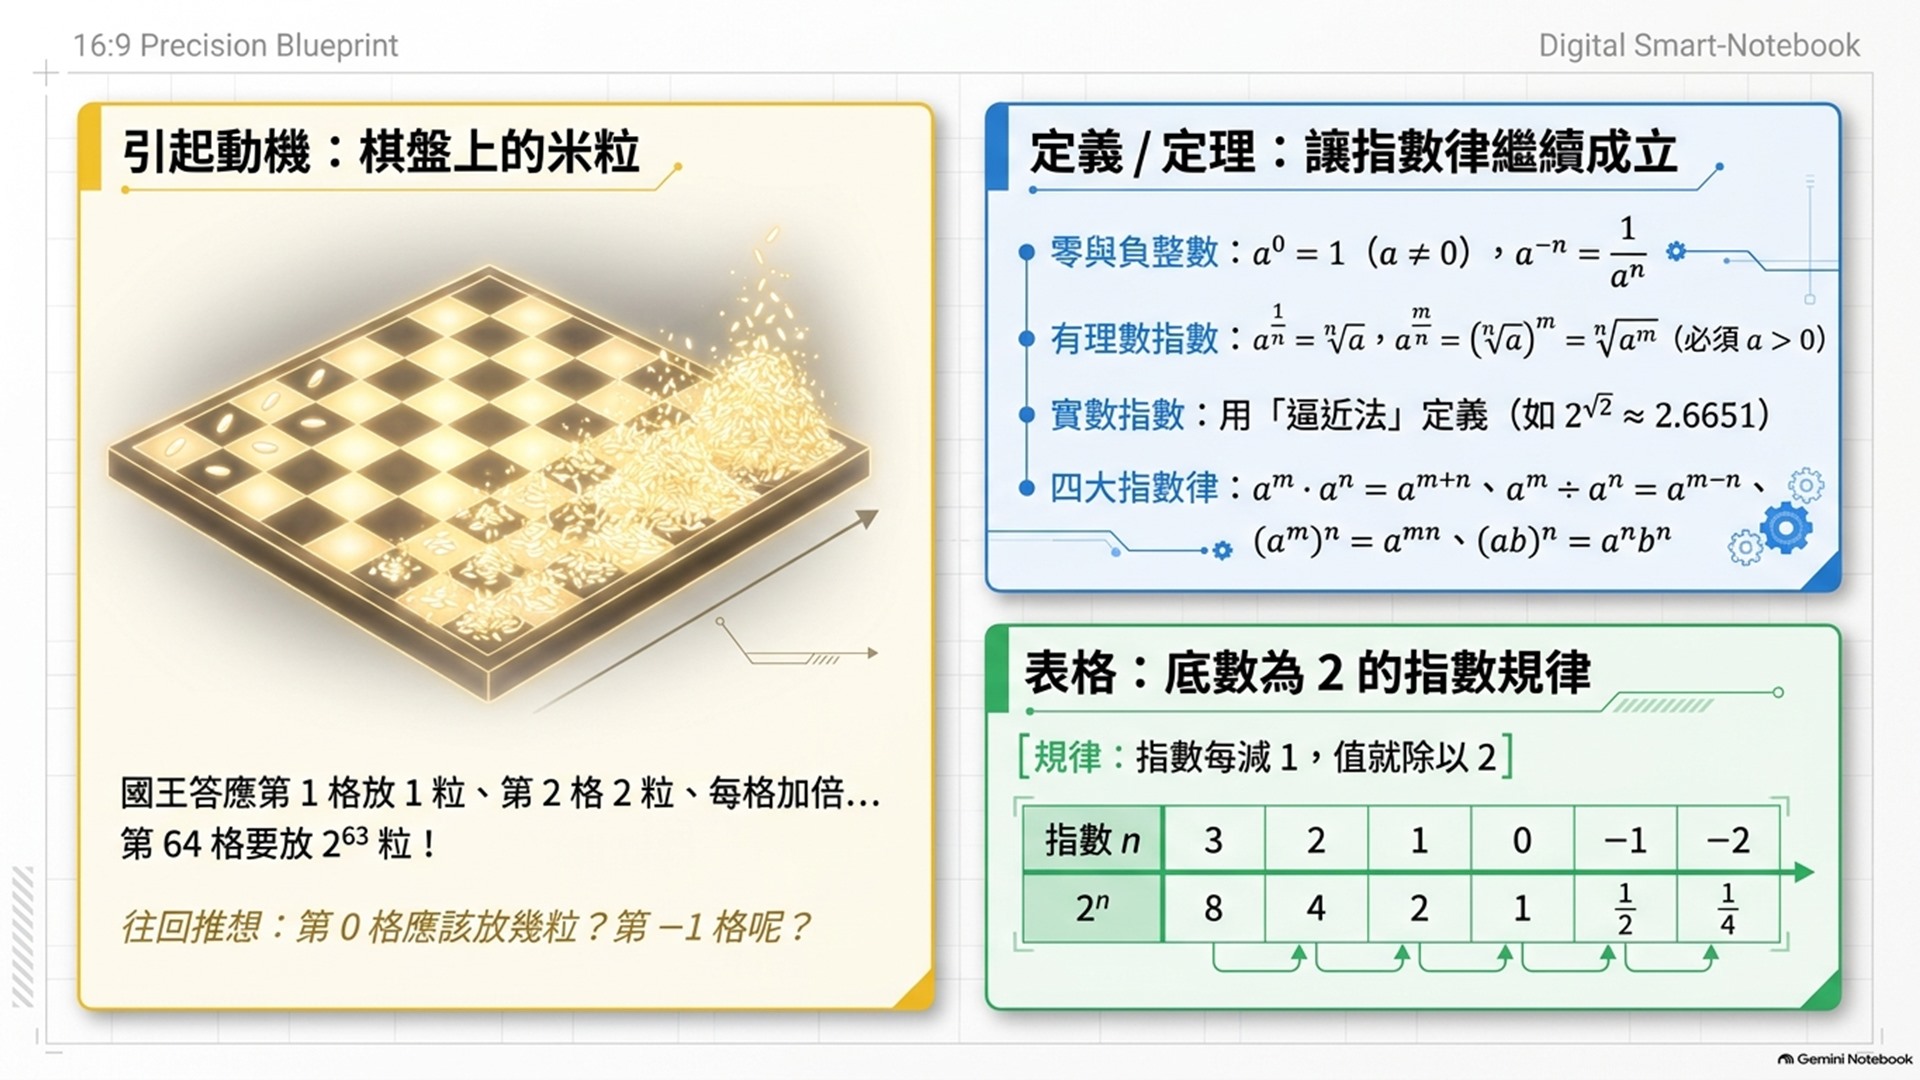 16:9 Precision Blueprint
Digital Smart-Notebook
引起動機：棋盤上的米粒
國王答應第 1 格放 1 粒、第 2 格 2 粒、每格加倍…
第 64 格要放 2⁶³ 粒！
往回推想：第 0 格應該放幾粒？第 −1 格呢？
定義 / 定理：讓指數律繼續成立
零與負整數：a⁰ = 1（a ≠ 0），a⁻ⁿ = 1/aⁿ
有理數指數：a^(1/n) = ⁿ√a，a^(m/n) = (ⁿ√a)^m = ⁿ√(a^m)（必須 a > 0）
實數指數：用「逼近法」定義（如 2^√2 ≈ 2.6651）
四大指數律：a^m · a^n = a^(m+n)、a^m ÷ a^n = a^(m−n)、
(a^m)^n = a^(mn)、(ab)^n = a^n b^n
表格：底數為 2 的指數規律
[規律：指數每減 1，值就除以 2]
指數 n 3 2 1 0 −1 −2
2ⁿ 8 4 2 1 1/2 1/4
Gemini Notebook